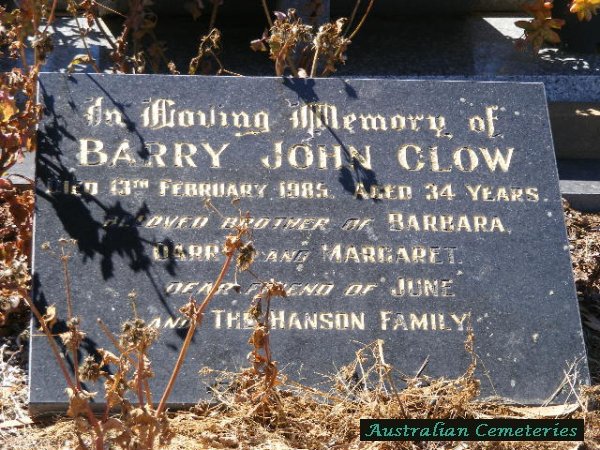 In Loving Memory of
BARRY JOHN CLOW
DIED 13TH FEBRUARY 1985. AGED 34 YEARS.
BELOVED BROTHER OF BARBARA,
AND MARGARET.
FRIEND OF JUNE
AND THE HANSON FAMILY.
Australian Cemeteries